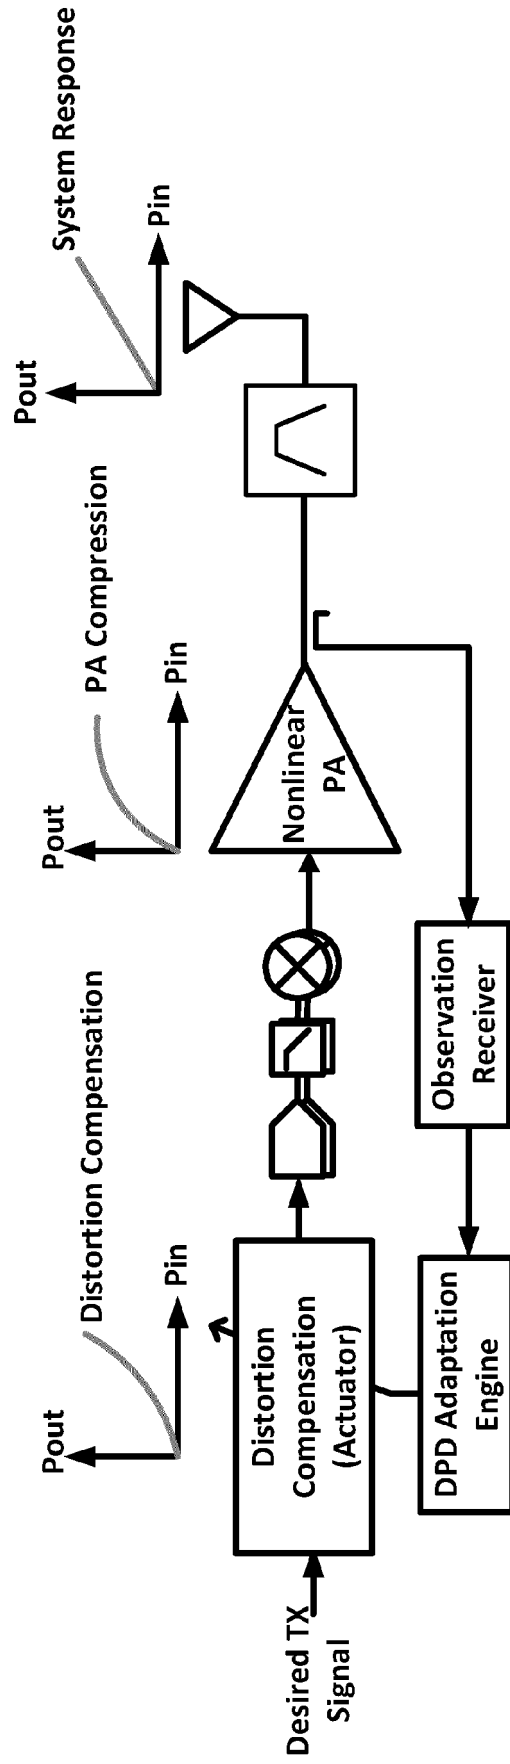 Pout
Distortion Compensation
Pin
Pout
PA Compression
Pin
Pout
System Response
Pin
Desired TX
Signal
Distortion
Compensation
(Actuator)
Nonlinear
PA
DPD Adaptation
Engine
Observation
Receiver